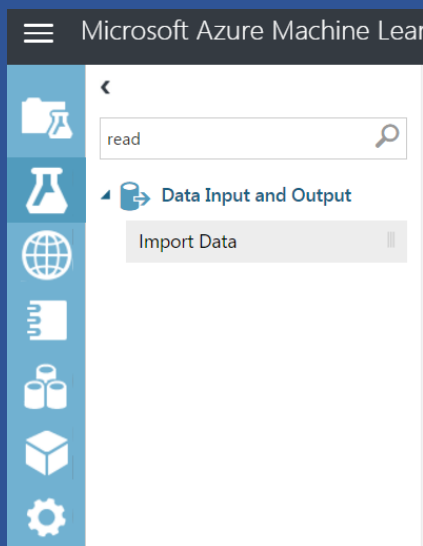 Microsoft Azure Machine Lear
read
Data Input and Output
Import Data